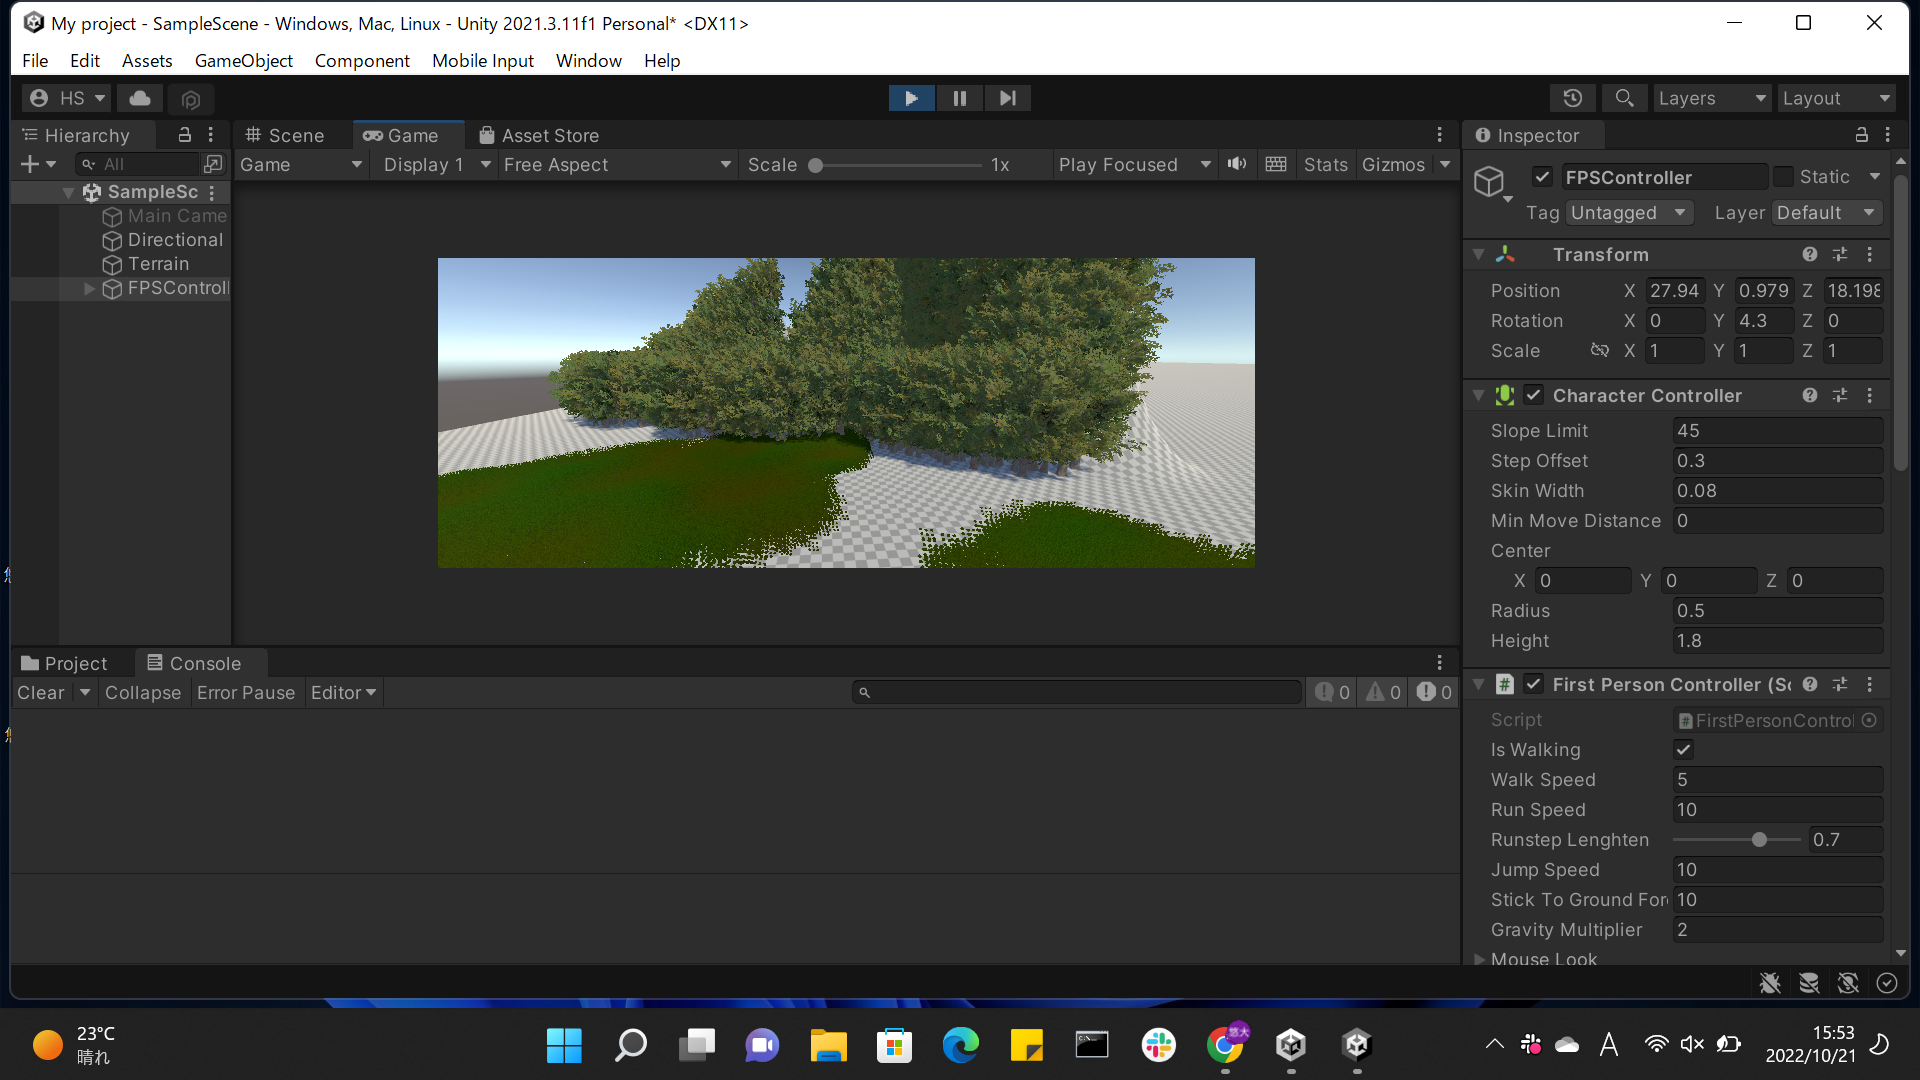 My project - SampleScene - Windows, Mac, Linux - Unity 2021.3.11f1 Personal* <DX11>
File Edit Assets GameObject Component Mobile Input Window Help
HS Layers Layout
Hierarchy
All
SampleSc
Main Came
Directional
Terrain
FPSControll
Scene Game Asset Store
Game Display 1 Free Aspect Scale 1x Play Focused Stats Gizmos
Project Console
Clear Collapse Error Pause Editor 0 0 0
Inspector
FPSController Static
Tag Untagged Layer Default
Transform
Position X 27.94 Y 0.979 Z 18.198
Rotation X 0 Y 4.3 Z 0
Scale X 1 Y 1 Z 1
Character Controller
Slope Limit 45
Step Offset 0.3
Skin Width 0.08
Min Move Distance 0
Center
X 0 Y 0 Z 0
Radius 0.5
Height 1.8
First Person Controller (Sc
Script FirstPersonControl
Is Walking
Walk Speed 5
Run Speed 10
Runstep Lenghten 0.7
Jump Speed 10
Stick To Ground For 10
Gravity Multiplier 2
Mouse Look
23°C
晴れ
悠大
A
15:53
2022/10/21